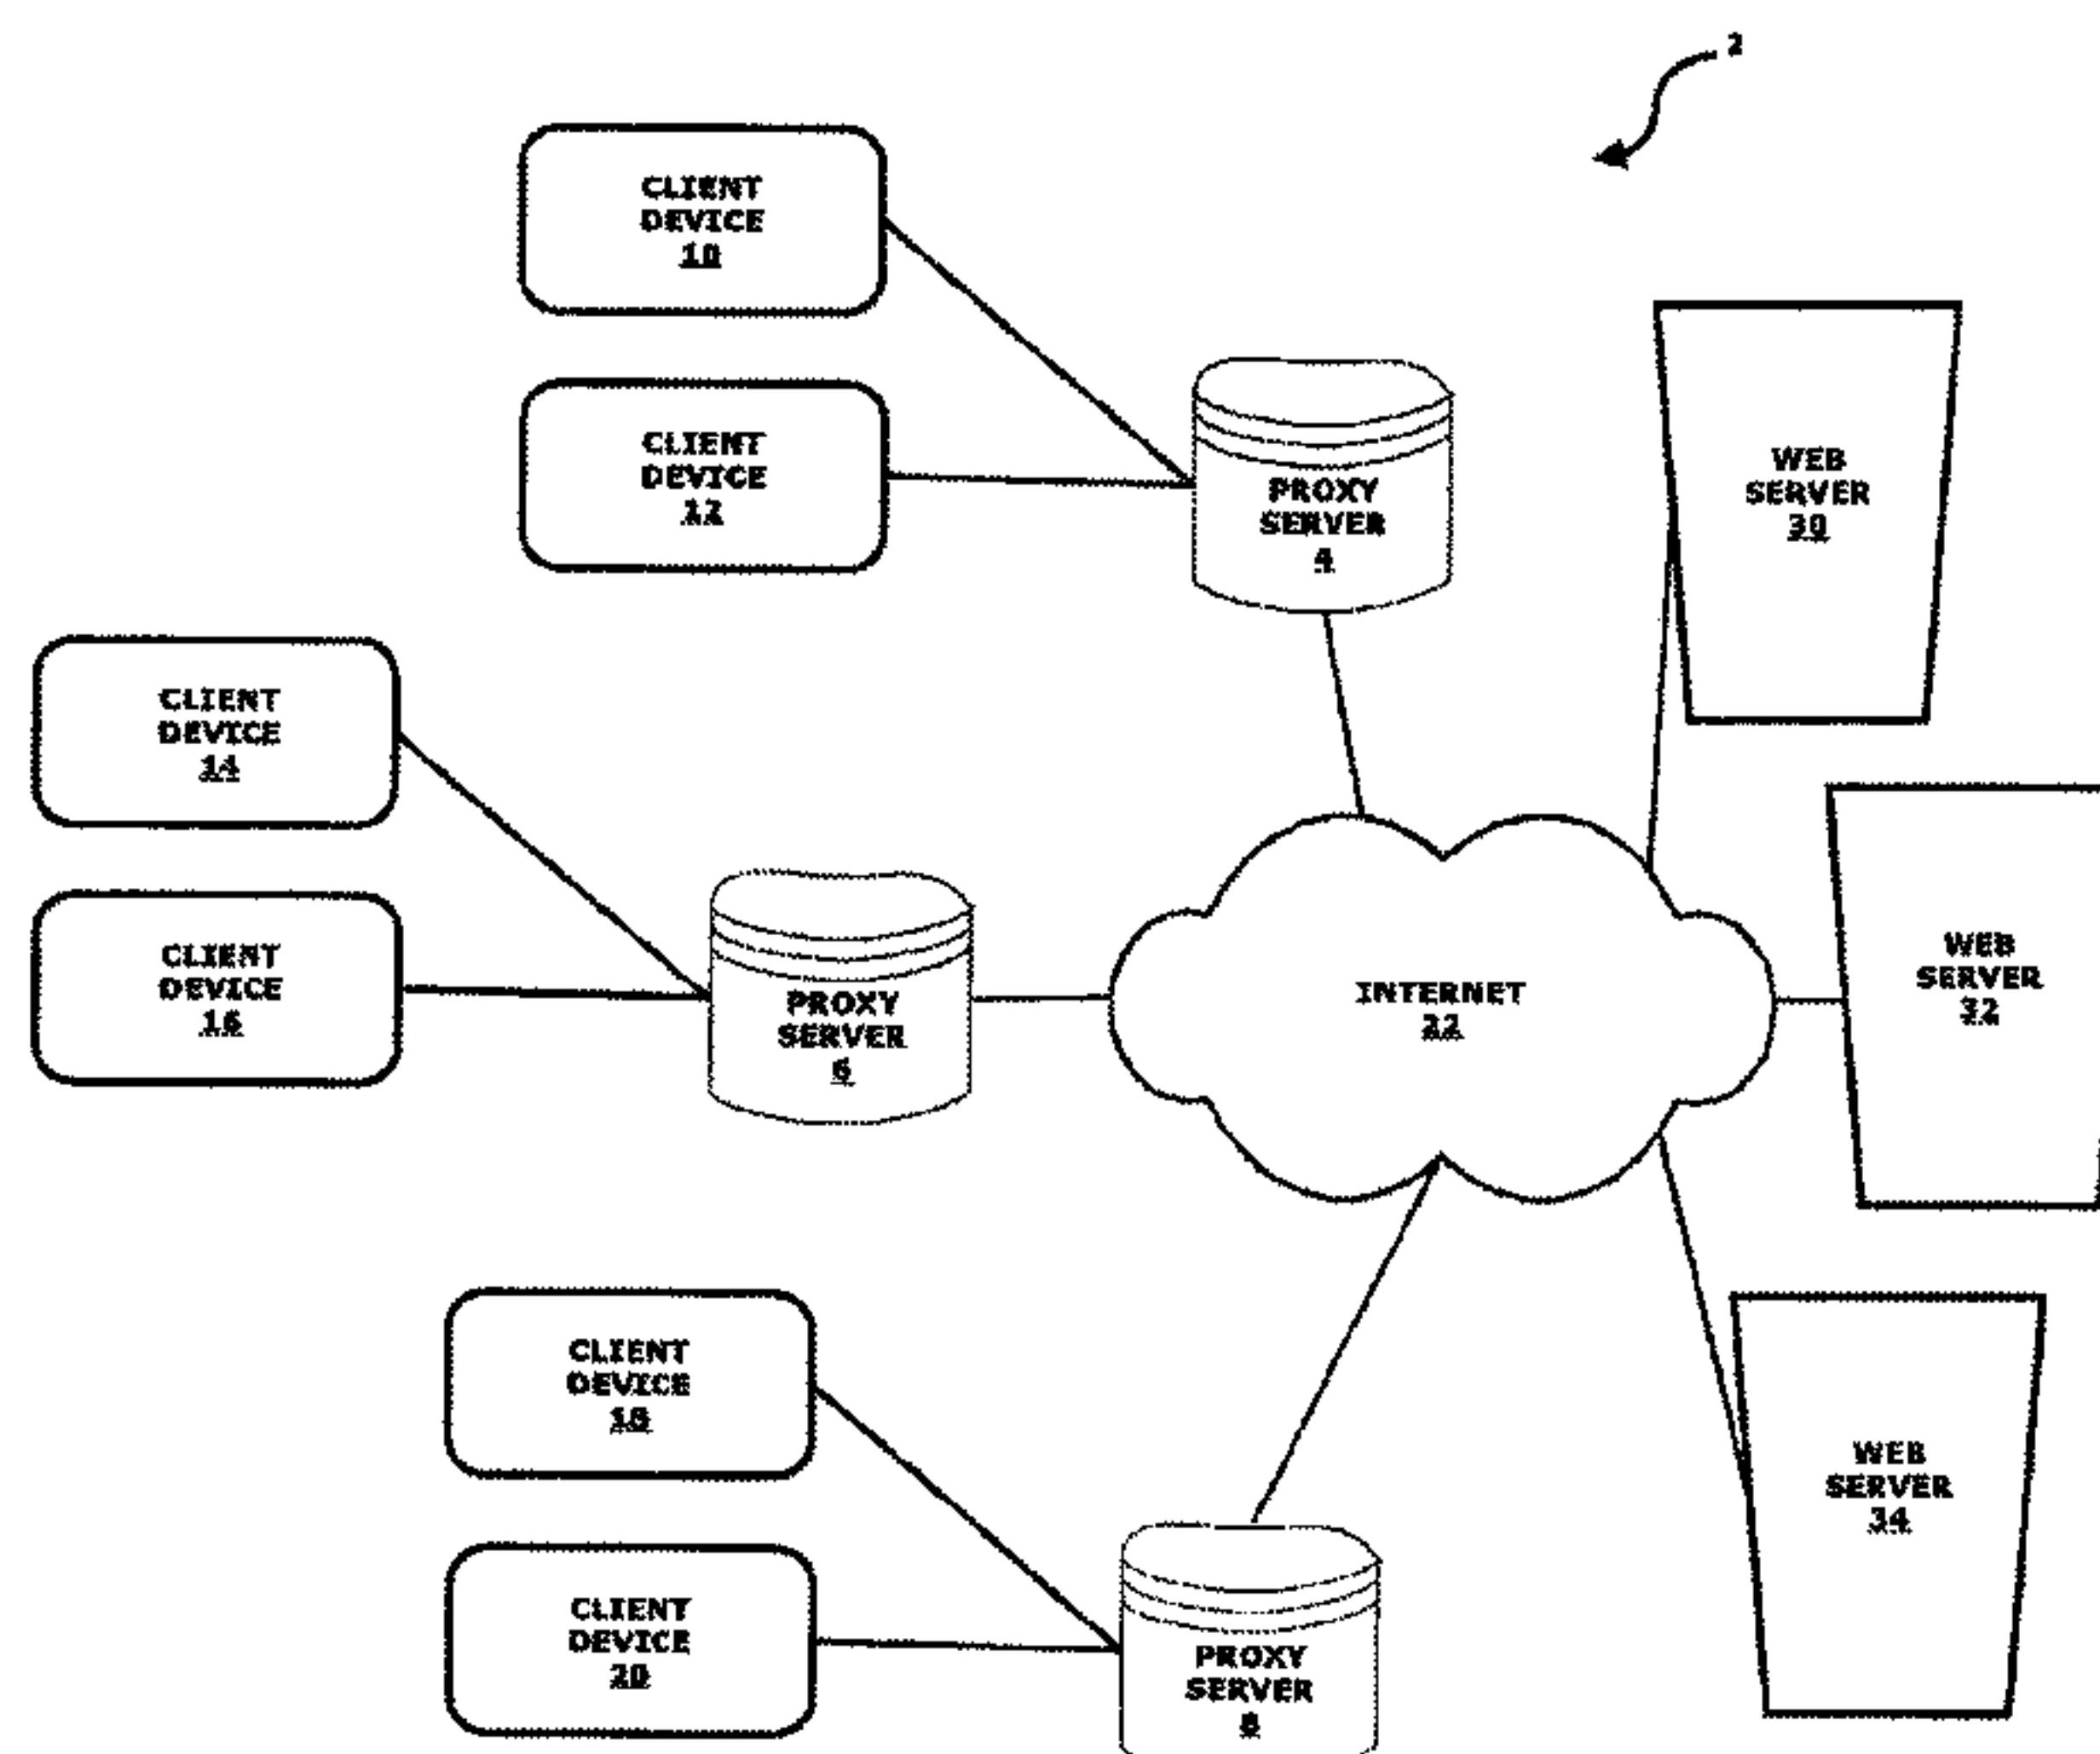 2
CLIENT
DEVICE
10
CLIENT
DEVICE
12
PROXY
SERVER
4
WEB
SERVER
30
CLIENT
DEVICE
14
CLIENT
DEVICE
16
PROXY
SERVER
6
INTERNET
22
WEB
SERVER
32
CLIENT
DEVICE
18
CLIENT
DEVICE
20
PROXY
SERVER
8
WEB
SERVER
34